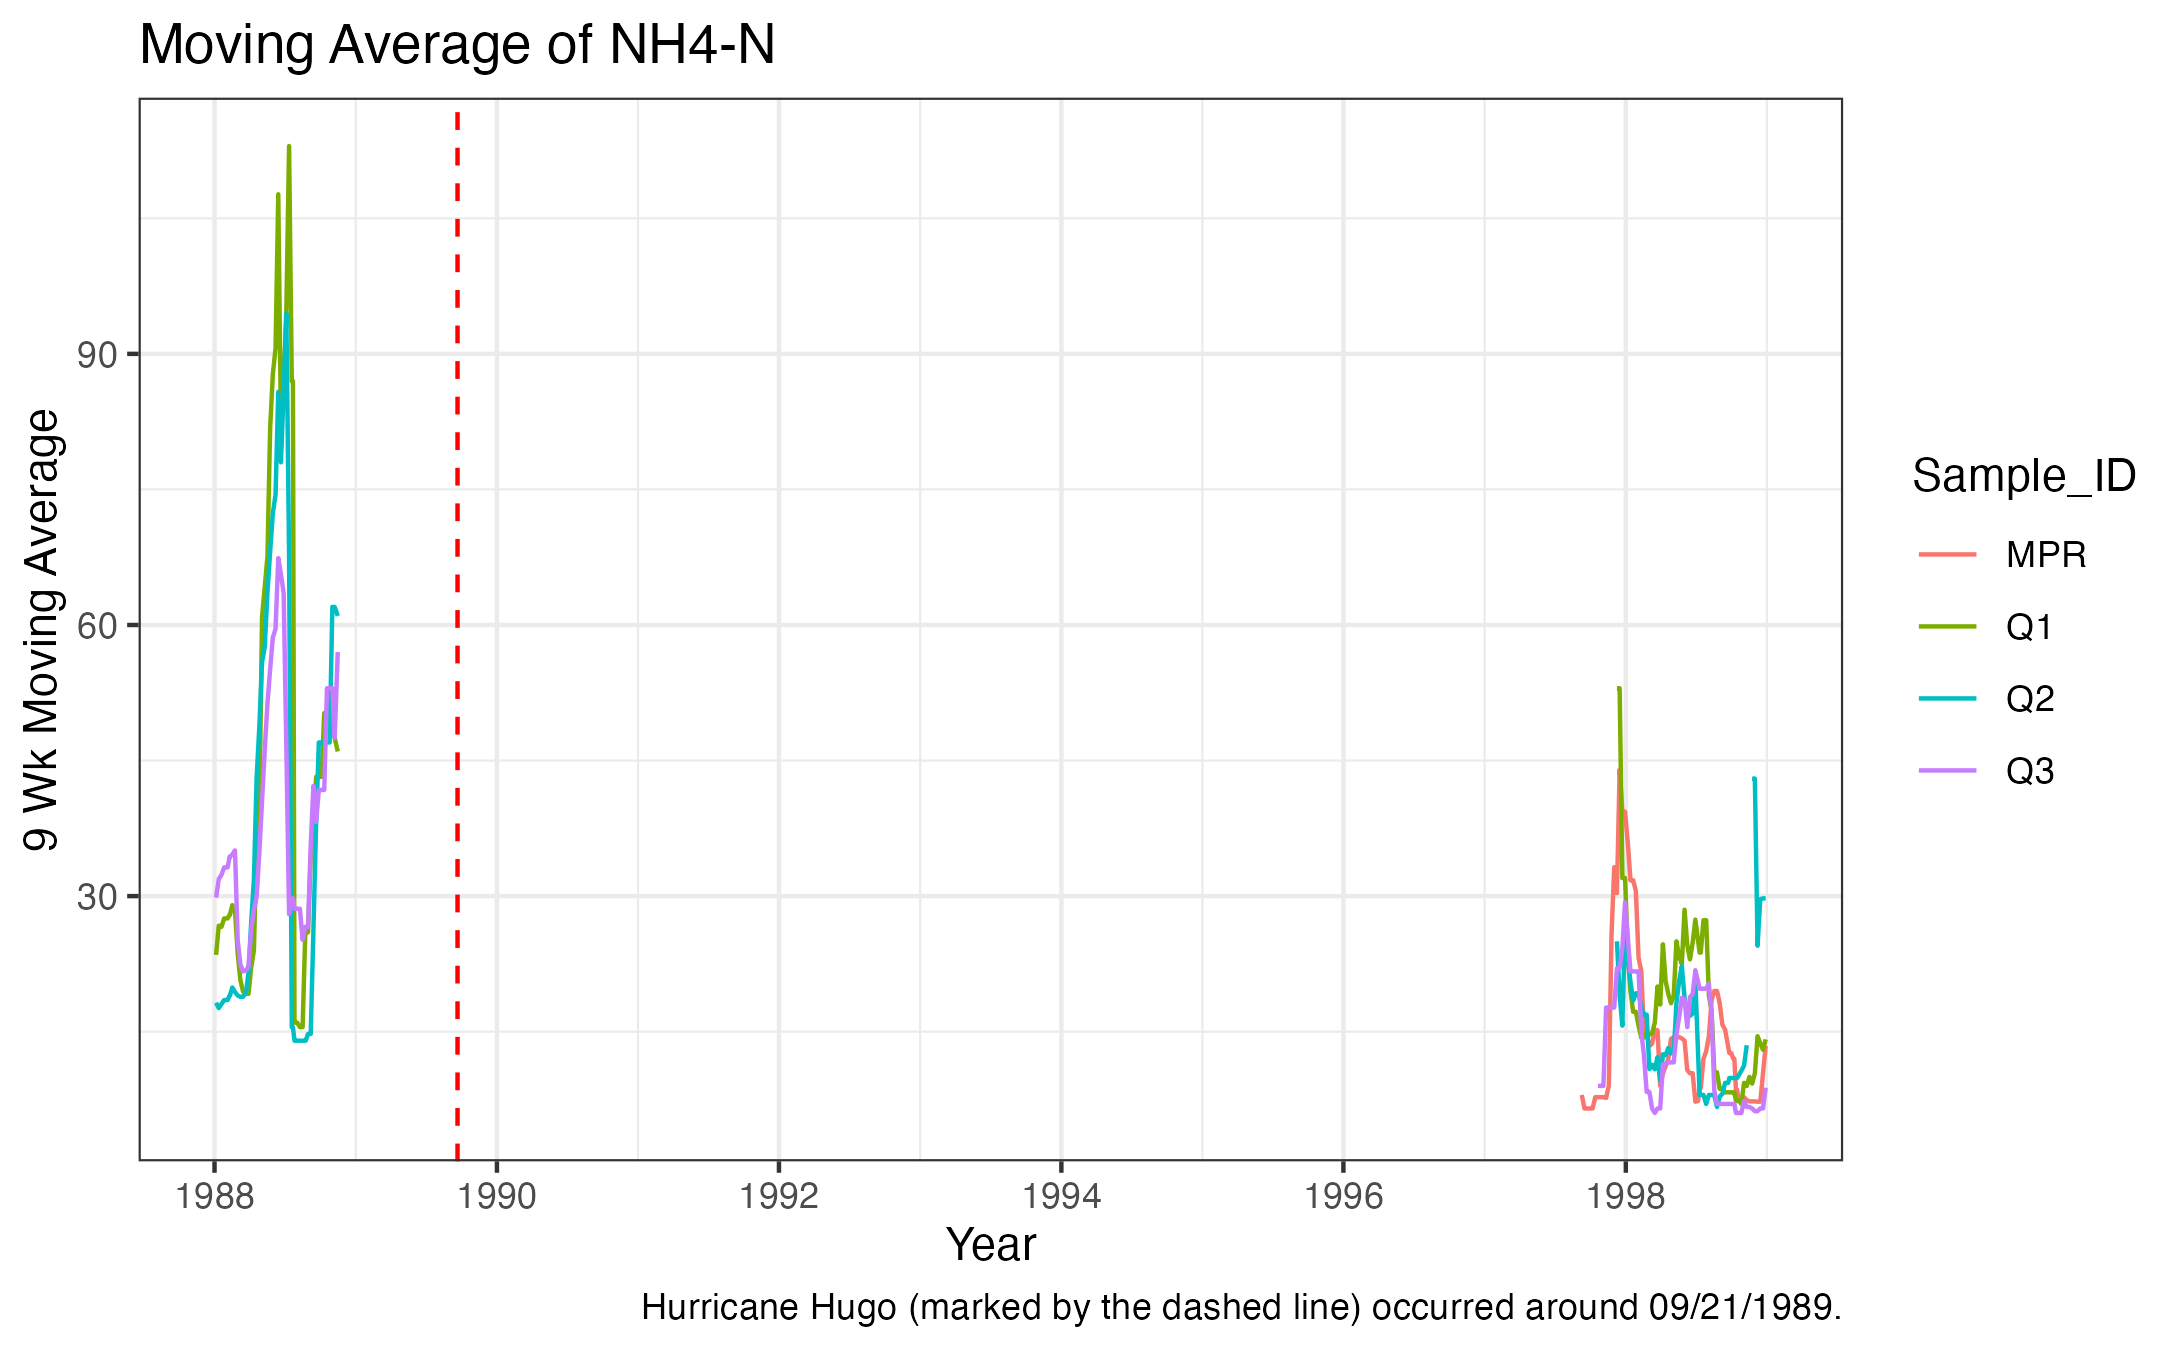 Moving Average of NH4-N
9 Wk Moving Average
90
60
30
1988
1990
1992
1994
1996
1998
Year
Sample_ID
MPR
Q1
Q2
Q3
Hurricane Hugo (marked by the dashed line) occurred around 09/21/1989.